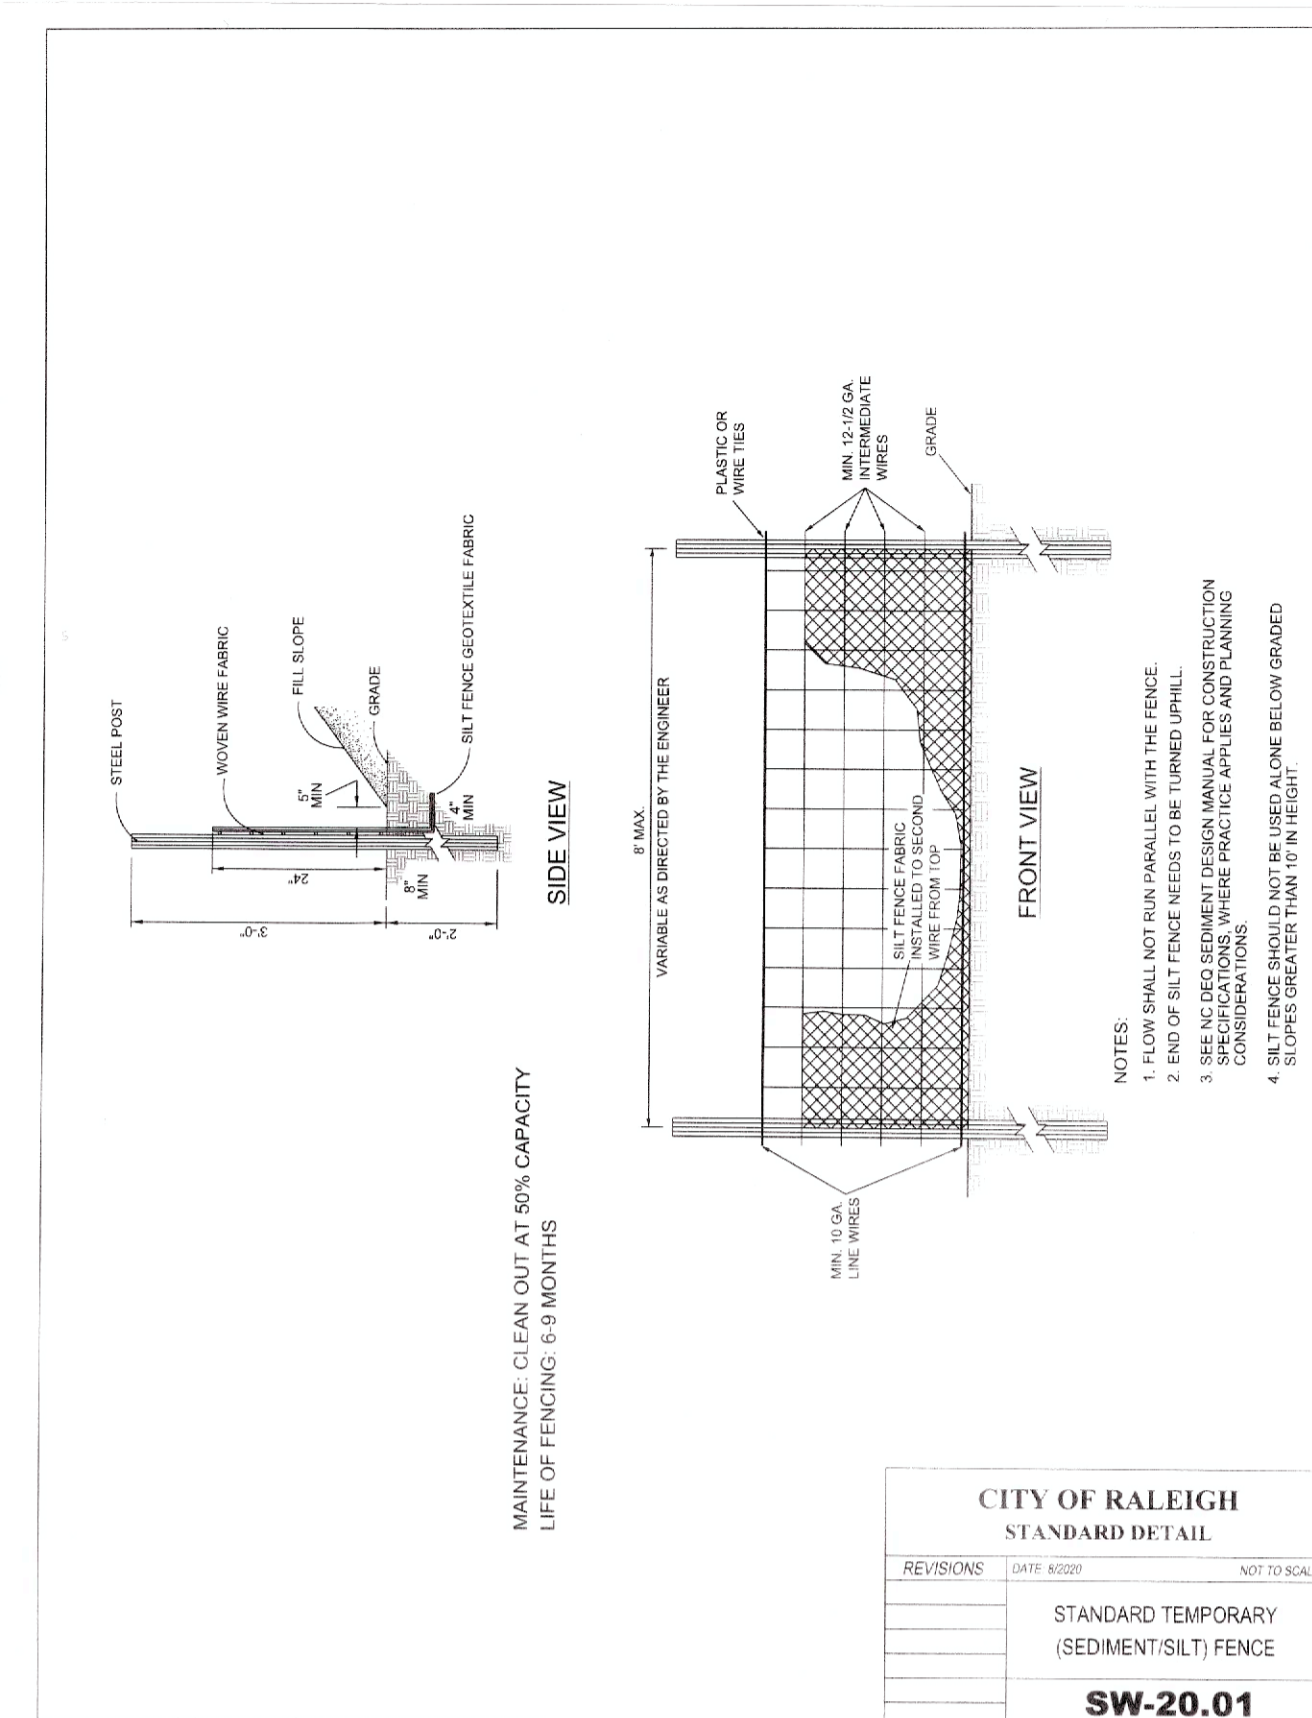 STEEL POST
WOVEN WIRE FABRIC
FILL SLOPE
GRADE
SILT FENCE GEOTEXTILE FABRIC
5"
MIN
4"
MIN
24"
8"
MIN
3'-0"
2'-0"
SIDE VIEW
MAINTENANCE: CLEAN OUT AT 50% CAPACITY
LIFE OF FENCING: 6-9 MONTHS
8' MAX.
VARIABLE AS DIRECTED BY THE ENGINEER
PLASTIC OR
WIRE TIES
MIN. 12-1/2 GA.
INTERMEDIATE
WIRES
GRADE
SILT FENCE FABRIC
INSTALLED TO SECOND
WIRE FROM TOP
MIN. 10 GA.
LINE WIRES
FRONT VIEW
NOTES:
1. FLOW SHALL NOT RUN PARALLEL WITH THE FENCE.
2. END OF SILT FENCE NEEDS TO BE TURNED UPHILL.
3. SEE NC DEQ SEDIMENT DESIGN MANUAL FOR CONSTRUCTION
SPECIFICATIONS, WHERE PRACTICE APPLIES AND PLANNING
CONSIDERATIONS.
4. SILT FENCE SHOULD NOT BE USED ALONE BELOW GRADED
SLOPES GREATER THAN 10' IN HEIGHT.
CITY OF RALEIGH
STANDARD DETAIL
REVISIONS
DATE 8/2020
NOT TO SCAL
STANDARD TEMPORARY
(SEDIMENT/SILT) FENCE
SW-20.01